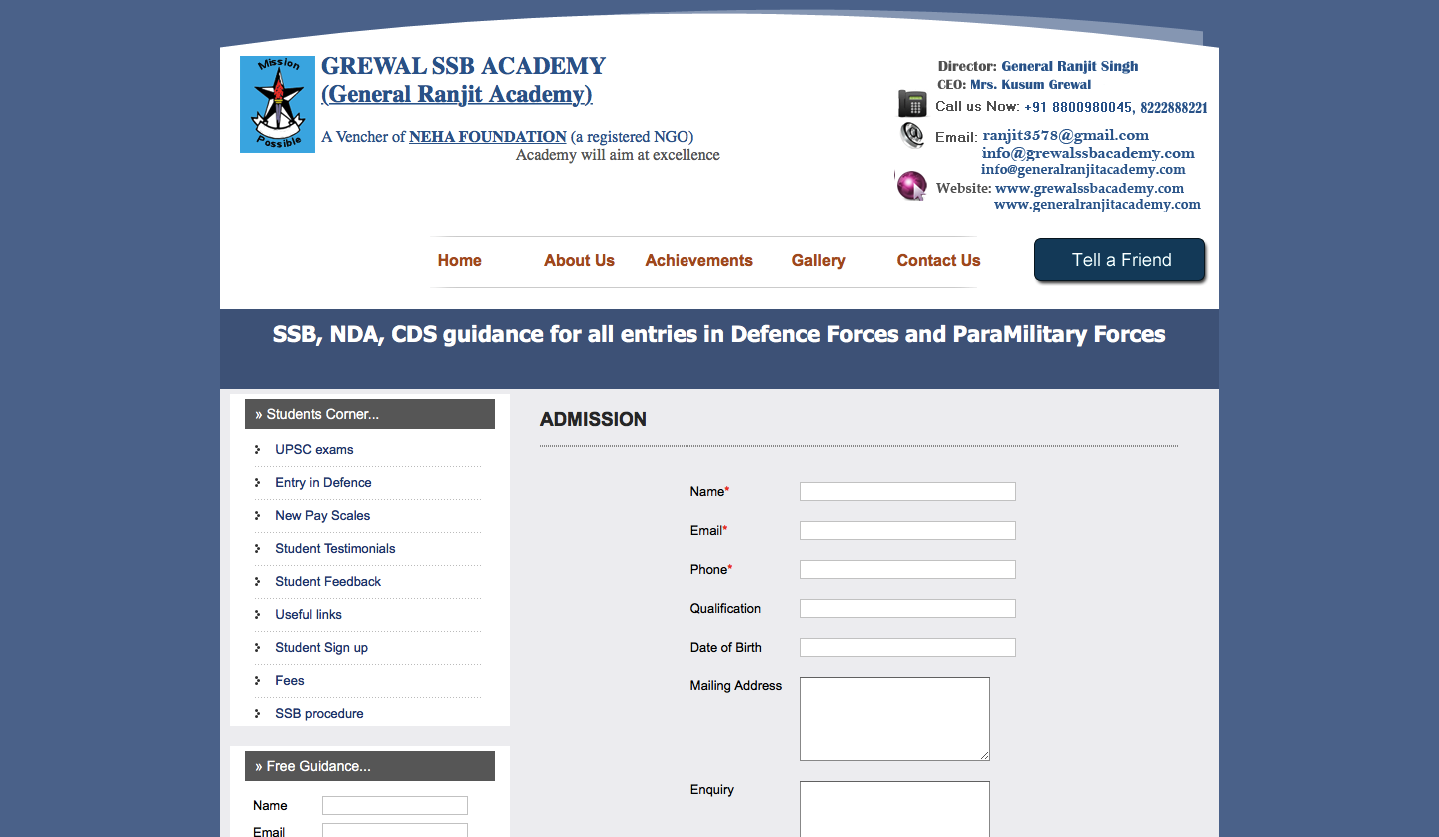 Mission
Possible
GREWAL SSB ACADEMY
(General Ranjit Academy)
A Vencher of NEHA FOUNDATION (a registered NGO)
Academy will aim at excellence
Director: General Ranjit Singh
CEO: Mrs. Kusum Grewal
Call us Now: +91 8800980045, 8222888221
Email: ranjit3578@gmail.com
info@grewalssbacademy.com
info@generalranjitacademy.com
Website: www.grewalssbacademy.com
www.generalranjitacademy.com
Home About Us Achievements Gallery Contact Us
Tell a Friend
SSB, NDA, CDS guidance for all entries in Defence Forces and ParaMilitary Forces
» Students Corner...
UPSC exams
Entry in Defence
New Pay Scales
Student Testimonials
Student Feedback
Useful links
Student Sign up
Fees
SSB procedure
» Free Guidance...
Name
Email
ADMISSION
Name*
Email*
Phone*
Qualification
Date of Birth
Mailing Address
Enquiry